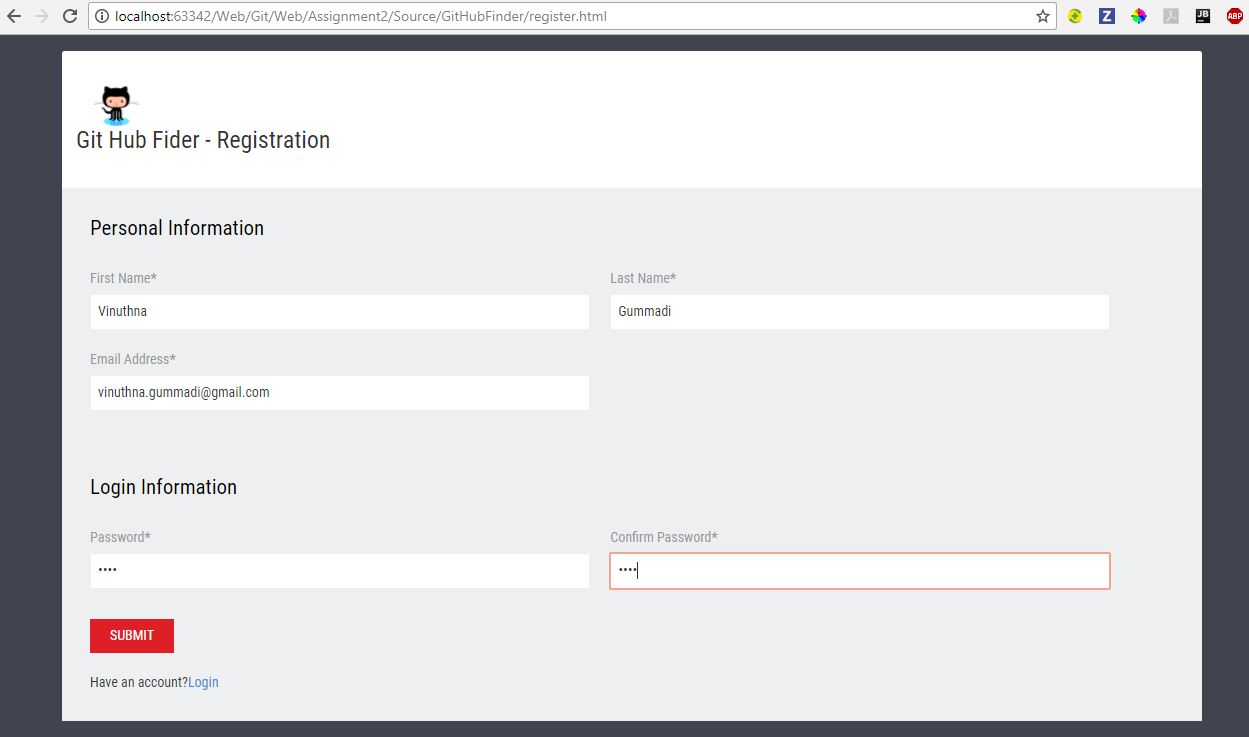 localhost:63342/Web/Git/Web/Assignment2/Source/GitHubFinder/register.html
Z
JB
ABP
Git Hub Fider - Registration
Personal Information
First Name* Last Name*
Vinuthna Gummadi
Email Address*
vinuthna.gummadi@gmail.com
Login Information
Password* Confirm Password*
•••• ••••
SUBMIT
Have an account?Login